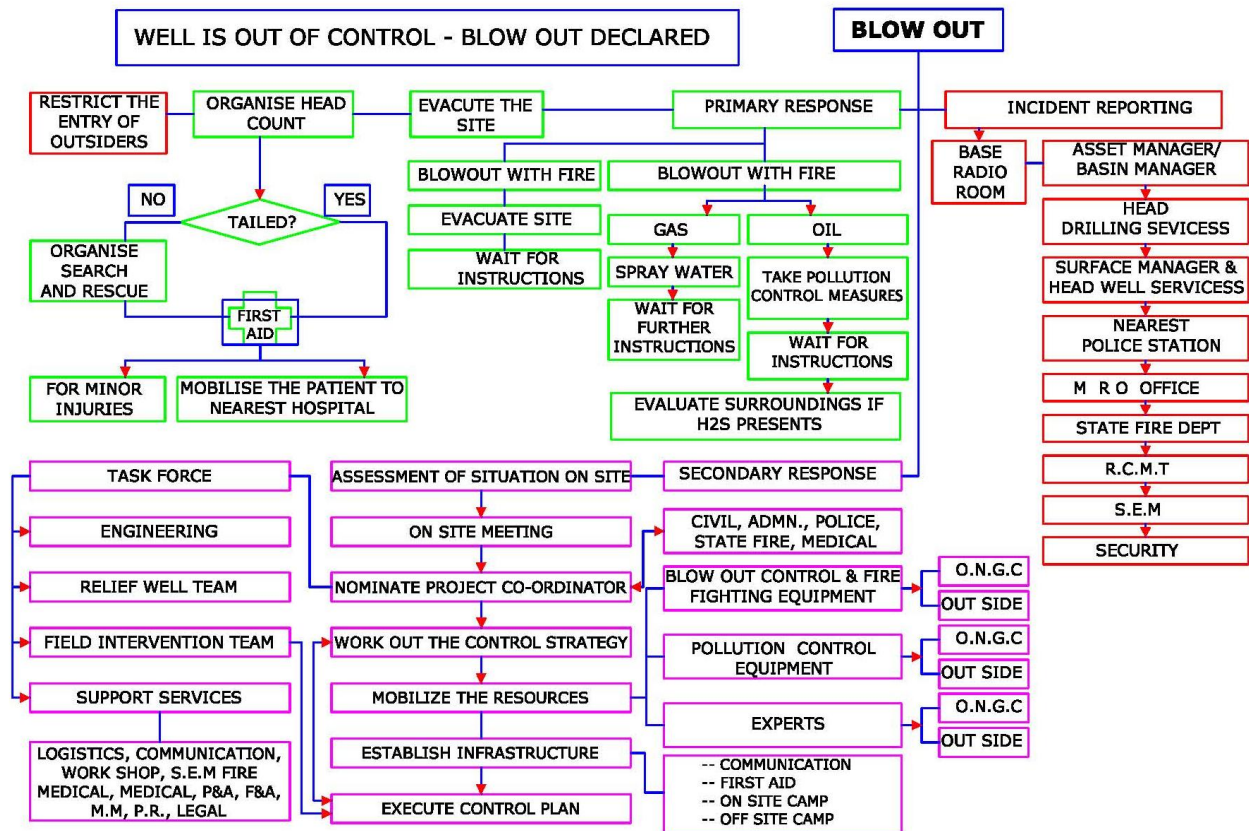 WELL IS OUT OF CONTROL - BLOW OUT DECLARED
BLOW OUT
RESTRICT THE
ENTRY OF
OUTSIDERS
ORGANISE HEAD
COUNT
EVACUTE THE
SITE
PRIMARY RESPONSE
INCIDENT REPORTING
BLOWOUT WITH FIRE
BLOWOUT WITH FIRE
BASE
RADIO
ROOM
ASSET MANAGER/
BASIN MANAGER
NO
YES
TAILED?
EVACUATE SITE
GAS
OIL
HEAD
DRILLING SEVICESS
ORGANISE
SEARCH
AND RESCUE
WAIT FOR
INSTRUCTIONS
SPRAY WATER
TAKE POLLUTION
CONTROL MEASURES
SURFACE MANAGER &
HEAD WELL SERVICESS
FIRST
AID
WAIT FOR
FURTHER
INSTRUCTIONS
WAIT FOR
INSTRUCTIONS
NEAREST
POLICE STATION
FOR MINOR
INJURIES
MOBILISE THE PATIENT TO
NEAREST HOSPITAL
EVALUATE SURROUNDINGS IF
H2S PRESENTS
M R O OFFICE
STATE FIRE DEPT
R.C.M.T
S.E.M
SECURITY
TASK FORCE
ASSESSMENT OF SITUATION ON SITE
SECONDARY RESPONSE
ENGINEERING
ON SITE MEETING
CIVIL, ADMN., POLICE,
STATE FIRE, MEDICAL
RELIEF WELL TEAM
NOMINATE PROJECT CO-ORDINATOR
BLOW OUT CONTROL & FIRE
FIGHTING EQUIPMENT
O.N.G.C
OUT SIDE
FIELD INTERVENTION TEAM
WORK OUT THE CONTROL STRATEGY
POLLUTION CONTROL
EQUIPMENT
O.N.G.C
OUT SIDE
SUPPORT SERVICES
MOBILIZE THE RESOURCES
EXPERTS
O.N.G.C
OUT SIDE
LOGISTICS, COMMUNICATION,
WORK SHOP, S.E.M FIRE
MEDICAL, MEDICAL, P&A, F&A,
M.M, P.R., LEGAL
ESTABLISH INFRASTRUCTURE
EXECUTE CONTROL PLAN
-- COMMUNICATION
-- FIRST AID
-- ON SITE CAMP
-- OFF SITE CAMP